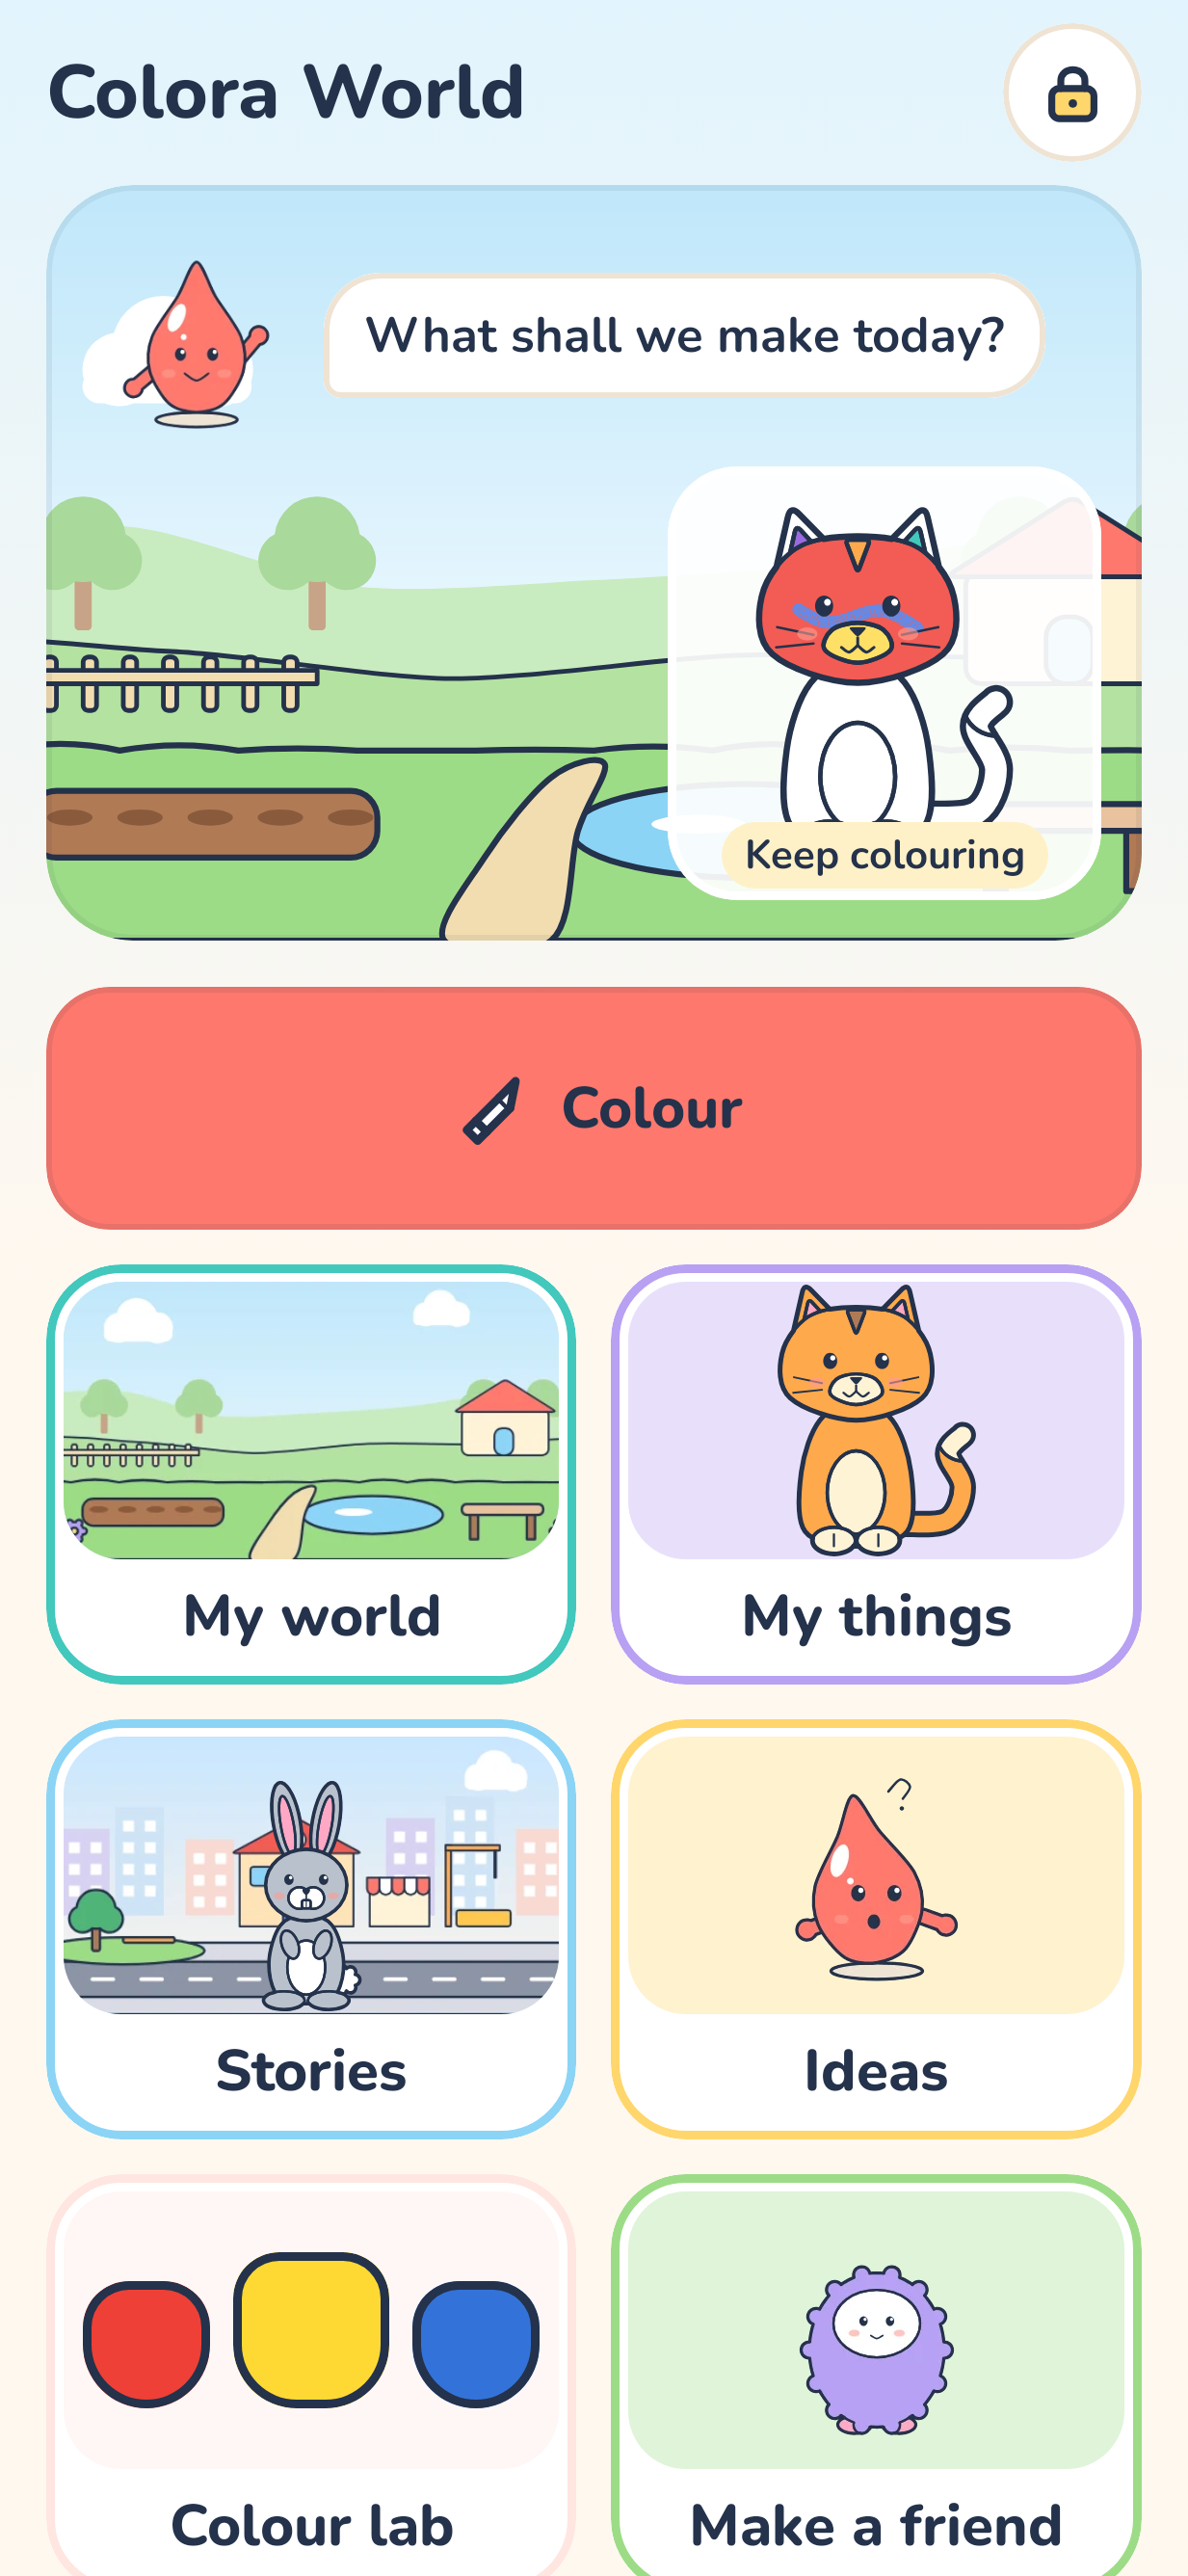 Colora World
What shall we make today?
Keep colouring
Colour
My world
My things
?
Stories
Ideas
Colour lab
Make a friend